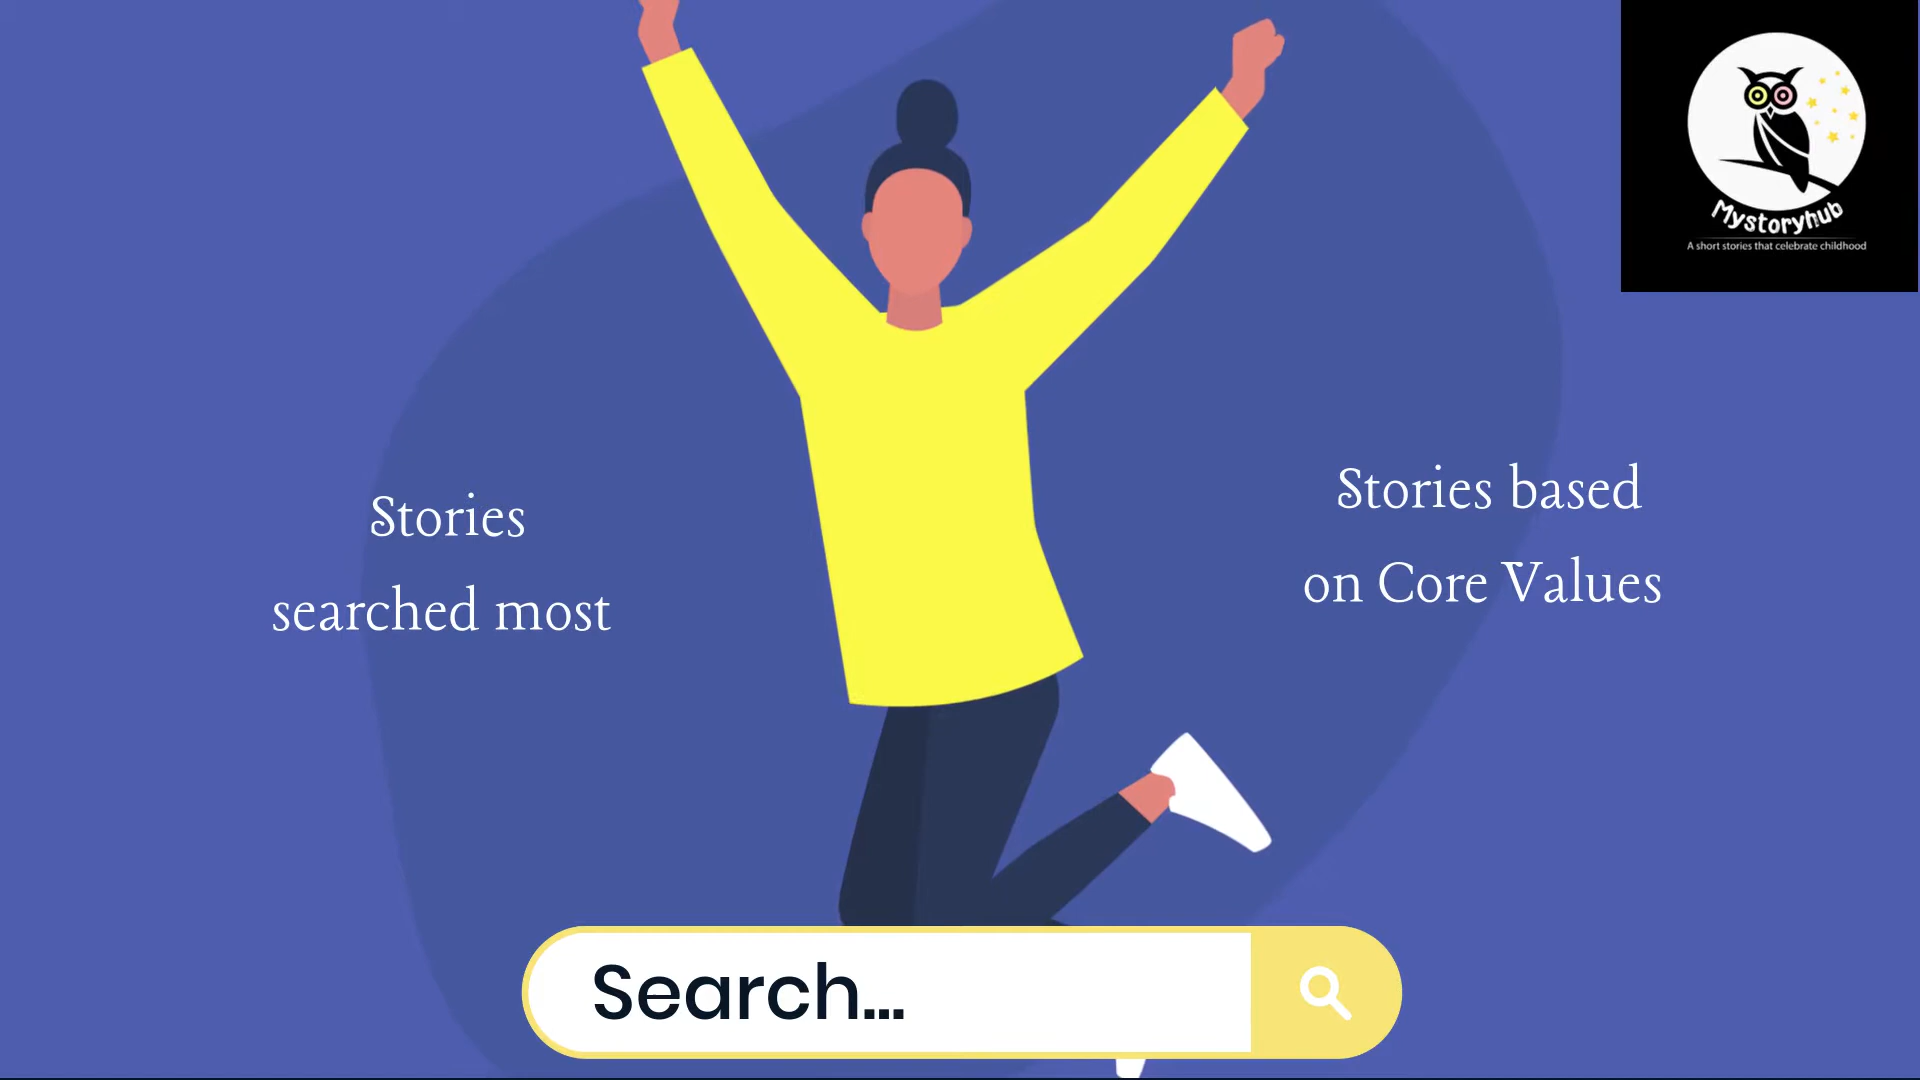 Mystoryhub
A short stories that celebrate childhood
Stories
searched most
Stories based
on Core Values
Search...